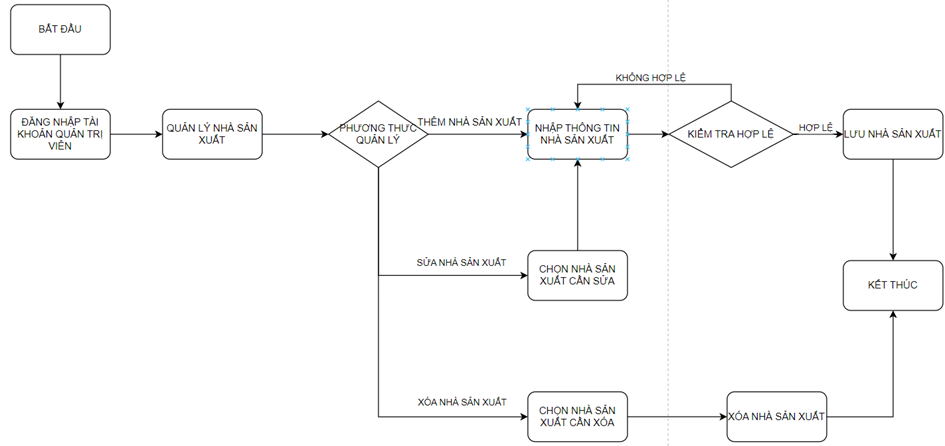 BẮT ĐẦU
ĐĂNG NHẬP TÀI
KHOẢN QUẢN TRỊ
VIÊN
QUẢN LÝ NHÀ SẢN
XUẤT
PHƯƠNG THỨC
QUẢN LÝ
THÊM NHÀ SẢN XUẤT
NHẬP THÔNG TIN
NHÀ SẢN XUẤT
KHÔNG HỢP LỆ
KIỂM TRA HỢP LỆ
HỢP LỆ
LƯU NHÀ SẢN XUẤT
SỬA NHÀ SẢN XUẤT
CHỌN NHÀ SẢN
XUẤT CẦN SỬA
KẾT THÚC
XÓA NHÀ SẢN XUẤT
CHỌN NHÀ SẢN
XUẤT CẦN XÓA
XÓA NHÀ SẢN XUẤT